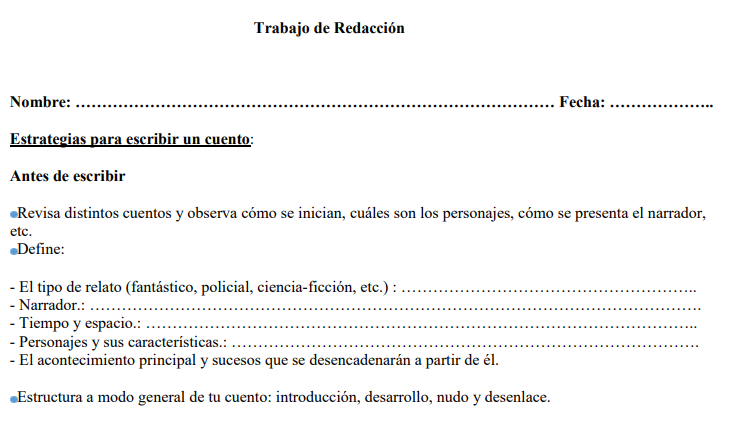 Trabajo de Redacción
Nombre: ………………………………………………………………………………… Fecha: ………………..
Estrategias para escribir un cuento:
Antes de escribir
Revisa distintos cuentos y observa cómo se inician, cuáles son los personajes, cómo se presenta el narrador,
etc.
Define:
- El tipo de relato (fantástico, policial, ciencia-ficción, etc.) : ………………………………………………..
- Narrador.: ……………………………………………………………………………………………………….
- Tiempo y espacio.: ……………………………………………………………………………………………..
- Personajes y sus características.: ……………………………………………………………………………….
- El acontecimiento principal y sucesos que se desencadenarán a partir de él.
Estructura a modo general de tu cuento: introducción, desarrollo, nudo y desenlace.